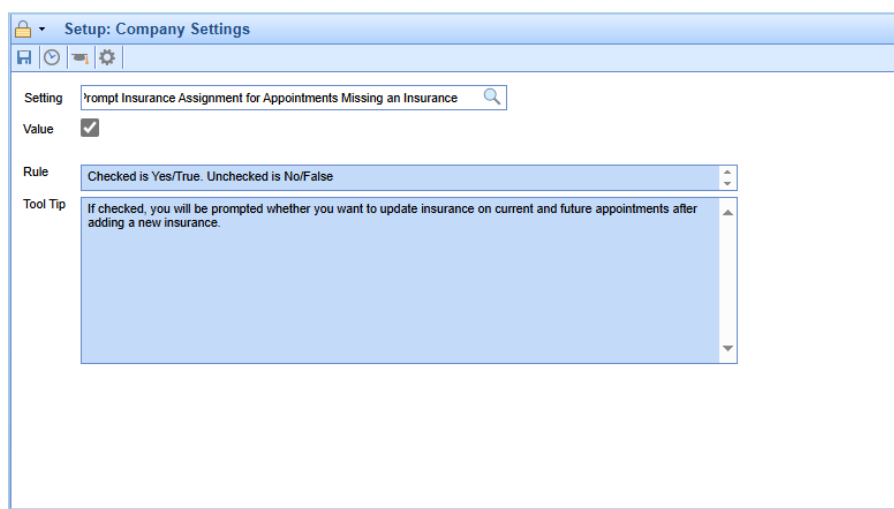 Setup: Company Settings
Setting Prompt Insurance Assignment for Appointments Missing an Insurance
Value
Rule Checked is Yes/True. Unchecked is No/False
Tool Tip If checked, you will be prompted whether you want to update insurance on current and future appointments after
adding a new insurance.